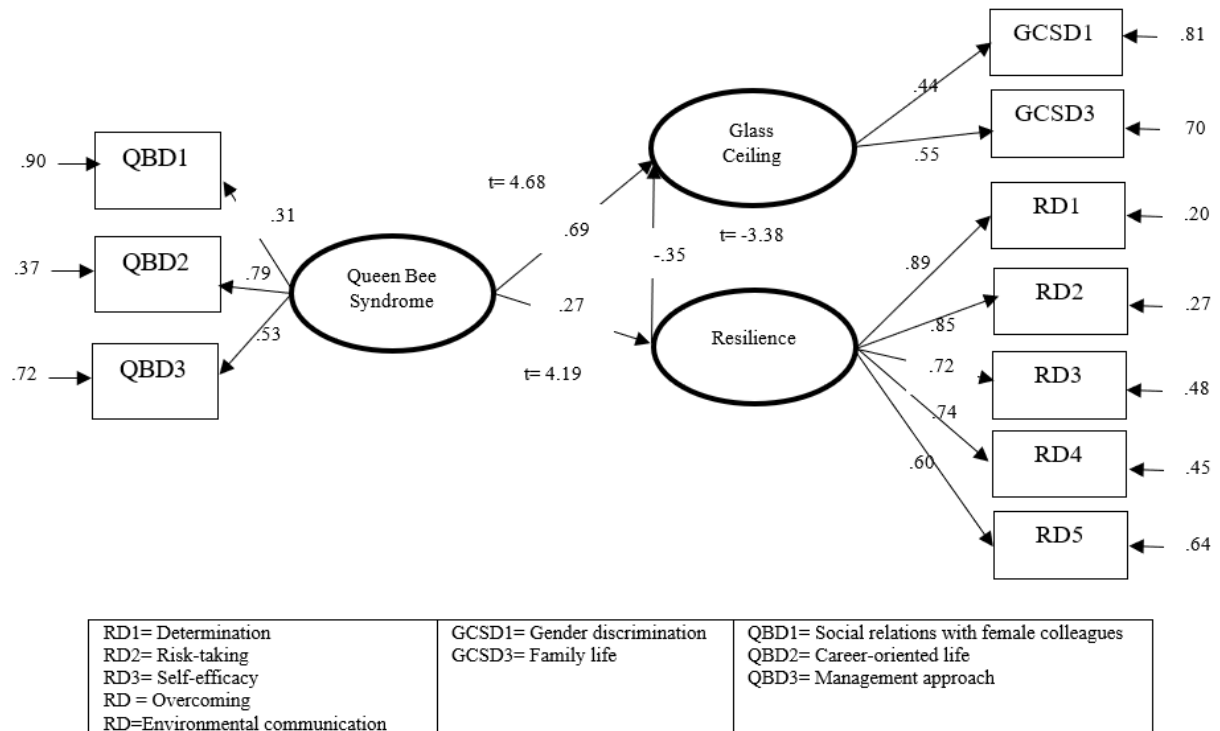 GCSD1
.81
.44
Glass
Ceiling
GCSD3
70
.55
.90
QBD1
t= 4.68
.31
.69
t= -3.38
RD1
.20
.37
QBD2
.79
Queen Bee
Syndrome
-.35
.89
.27
Resilience
RD2
.27
.85
.53
.72
QBD3
t= 4.19
.72
RD3
.48
.74
RD4
.45
.60
RD5
.64
RD1= Determination
RD2= Risk-taking
RD3= Self-efficacy
RD = Overcoming
RD=Environmental communication
GCSD1= Gender discrimination
GCSD3= Family life
QBD1= Social relations with female colleagues
QBD2= Career-oriented life
QBD3= Management approach